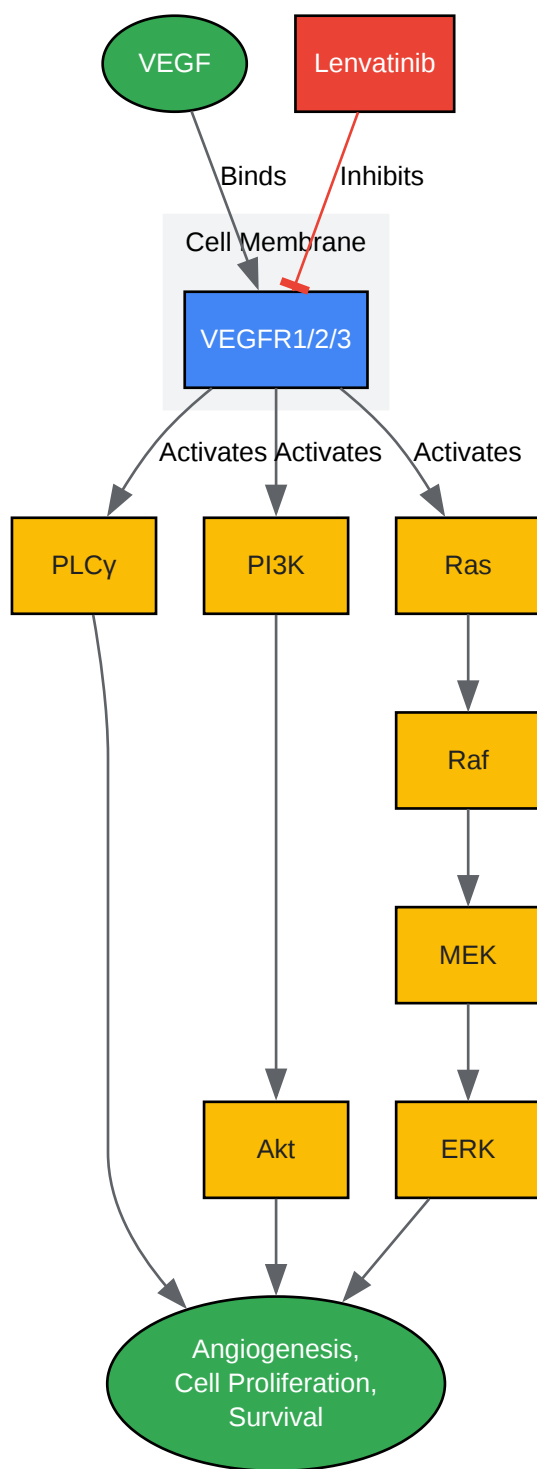 VEGF
Lenvatinib
Binds
Inhibits
Cell Membrane
VEGFR1/2/3
Activates
Activates
Activates
PLCγ
PI3K
Ras
Raf
MEK
Akt
ERK
Angiogenesis,
Cell Proliferation,
Survival